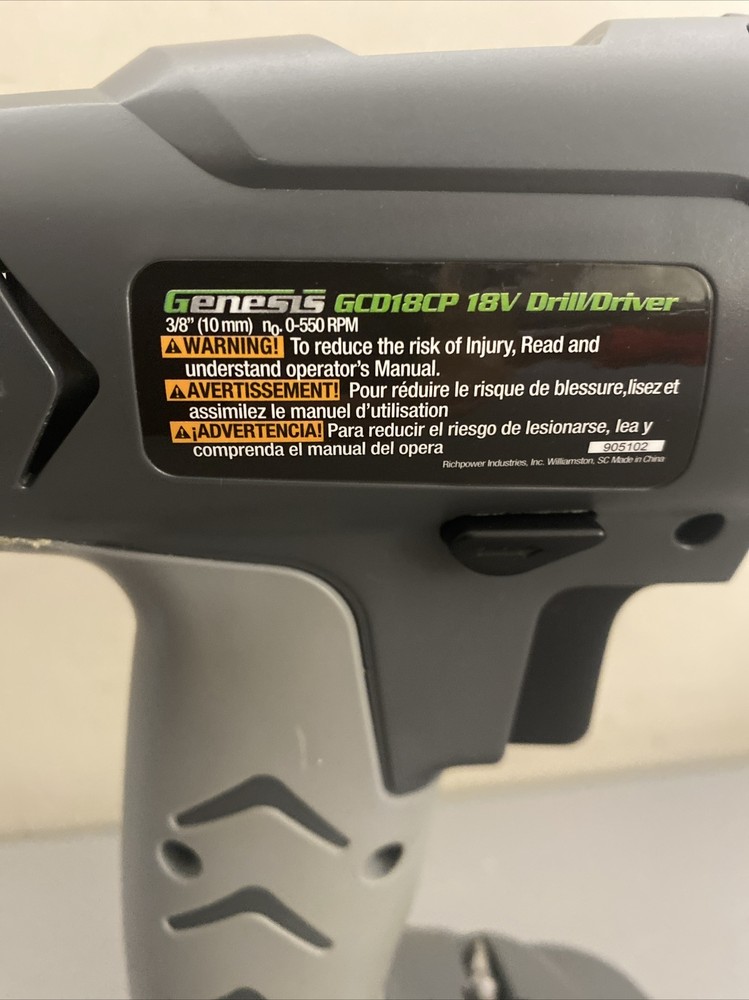 Genesis GCD18CP 18V Drill/Driver
3/8" (10 mm) no. 0-550 RPM
⚠WARNING! To reduce the risk of Injury, Read and
understand operator's Manual.
⚠AVERTISSEMENT! Pour réduire le risque de blessure,lisez et
assimilez le manuel d'utilisation
⚠¡ADVERTENCIA! Para reducir el riesgo de lesionarse, lea y
comprenda el manual del opera
905102
Richpower Industries, Inc. Williamston, SC Made in China